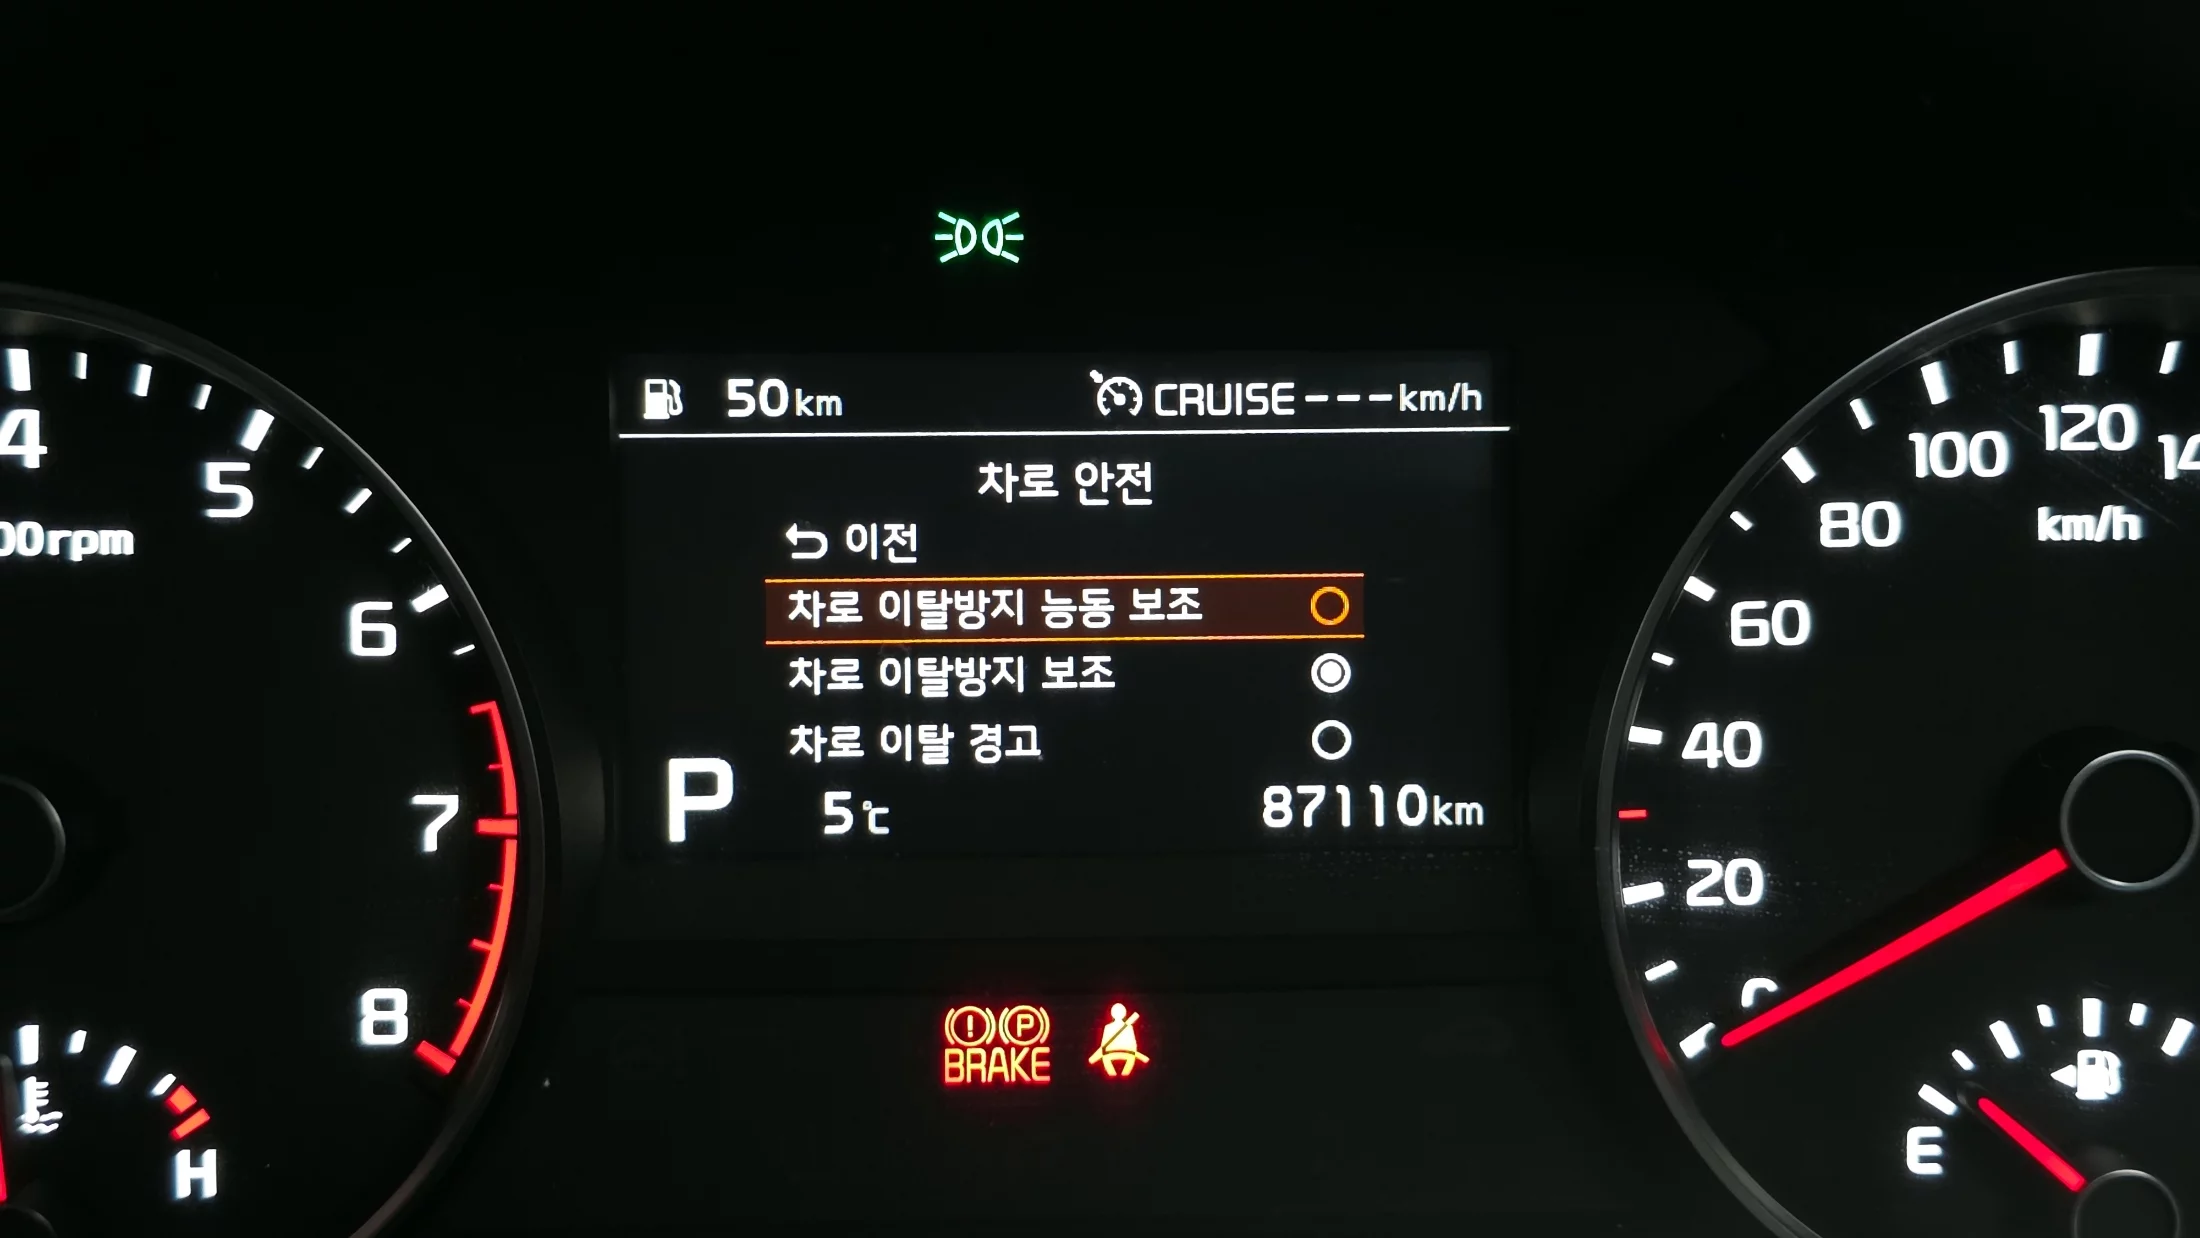 50km
CRUISE---km/h
차로 안전
이전
차로 이탈방지 능동 보조
차로 이탈방지 보조
차로 이탈 경고
P
5℃
87110km
4
5
00rpm
6
7
8
H
20
40
60
80
100
120
km/h
E
(!) (P)
BRAKE